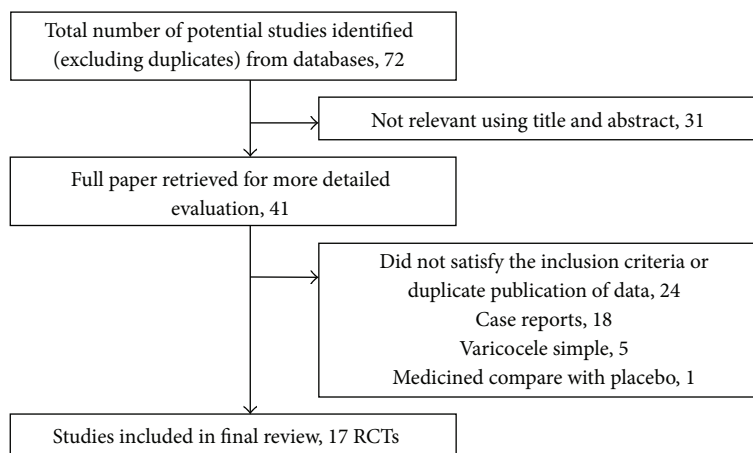 Total number of potential studies identified
(excluding duplicates) from databases, 72
Not relevant using title and abstract, 31
Full paper retrieved for more detailed
evaluation, 41
Did not satisfy the inclusion criteria or
duplicate publication of data, 24
Case reports, 18
Varicocele simple, 5
Medicined compare with placebo, 1
Studies included in final review, 17 RCTs